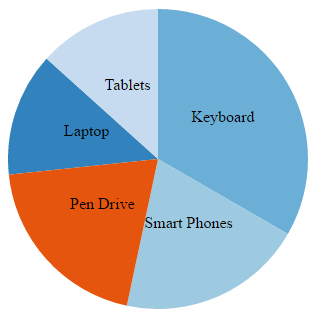 Tablets
Keyboard
Laptop
Pen Drive
Smart Phones